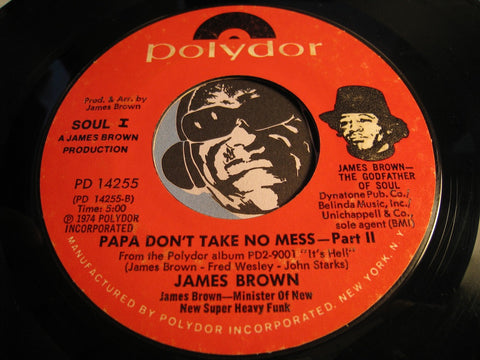 polydor
Prod. & Arr. by
James Brown
SOUL I
A JAMES BROWN
PRODUCTION
PD 14255
(PD 14255-B)
Time: 5:00
℗ 1974 POLYDOR
INCORPORATED
JAMES BROWN—
THE GODFATHER
OF SOUL
Dynatone Pub. Co./
Belinda Music, Inc./
Unichappell & Co.,
sole agent (BMI)
PAPA DON'T TAKE NO MESS—Part II
From the Polydor album PD2-9001 "It's Hell"
(James Brown - Fred Wesley - John Starks)
JAMES BROWN
James Brown—Minister Of New
New Super Heavy Funk
MANUFACTURED BY POLYDOR INCORPORATED, NEW YORK, N.Y.